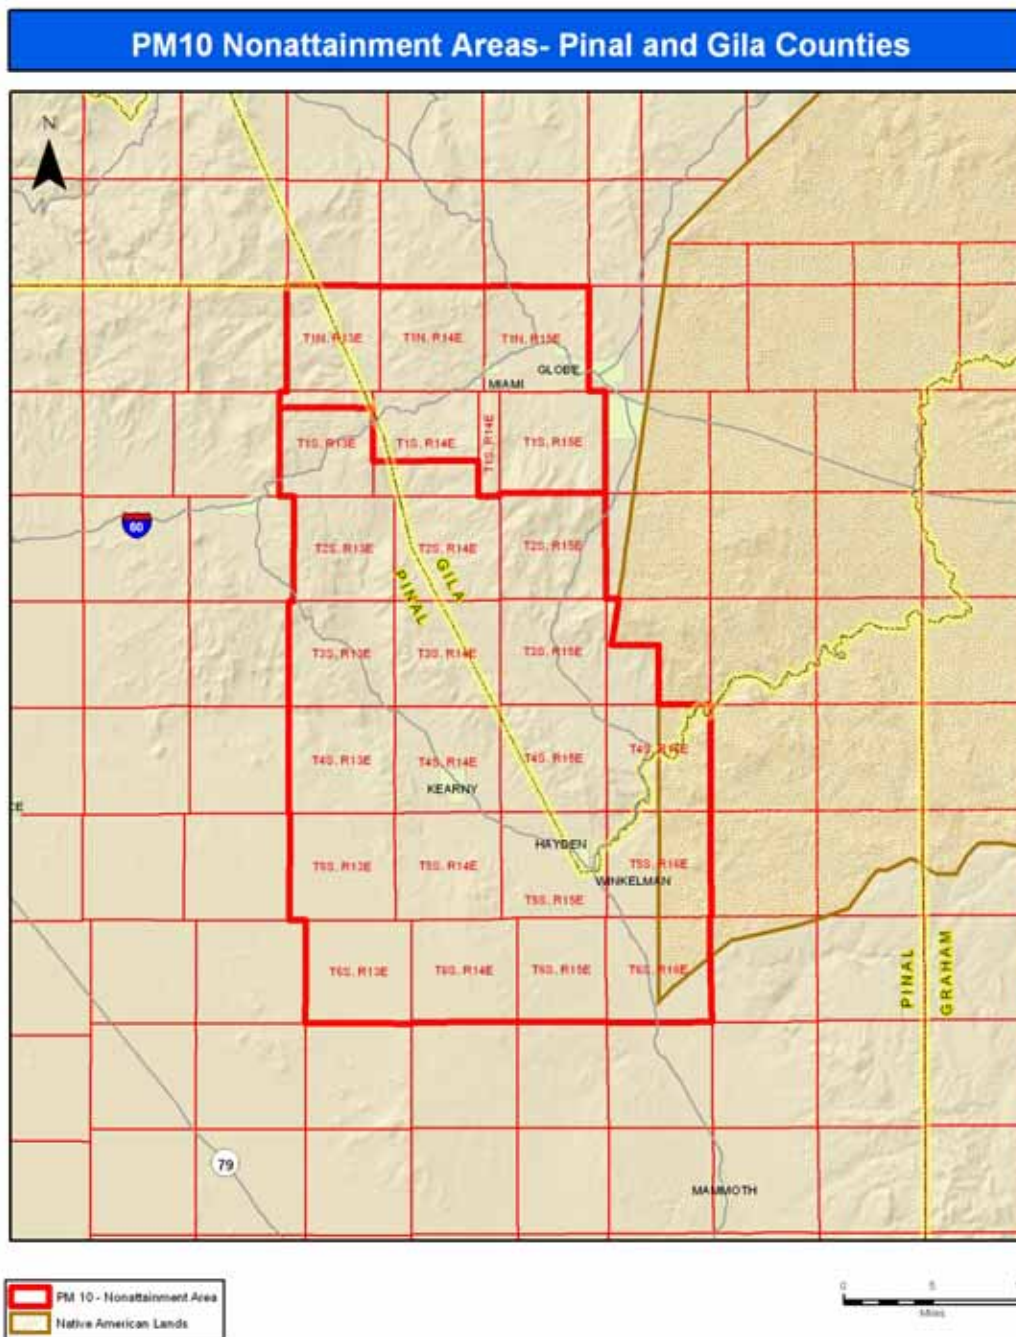 PM10 Nonattainment Areas- Pinal and Gila Counties
N
T1N, R13E
T1N, R14E
T1N, R15E
GLOBE
MIAMI
T1S, R13E
T1S, R14E
T1S, R14E
T1S, R15E
60
T2S, R13E
T2S, R14E
T2S, R15E
GILA
PINAL
T3S, R13E
T3S, R14E
T3S, R15E
T4S, R13E
T4S, R14E
T4S, R15E
T4S, R16E
KEARNY
CE
HAYDEN
T5S, R13E
T5S, R14E
T5S, R16E
WINKELMAN
T5S, R15E
T6S, R13E
T6S, R14E
T6S, R15E
T6S, R16E
PINAL
GRAHAM
79
MAMMOTH
PM 10 - Nonattainment Area
Native American Lands
0 5
Miles